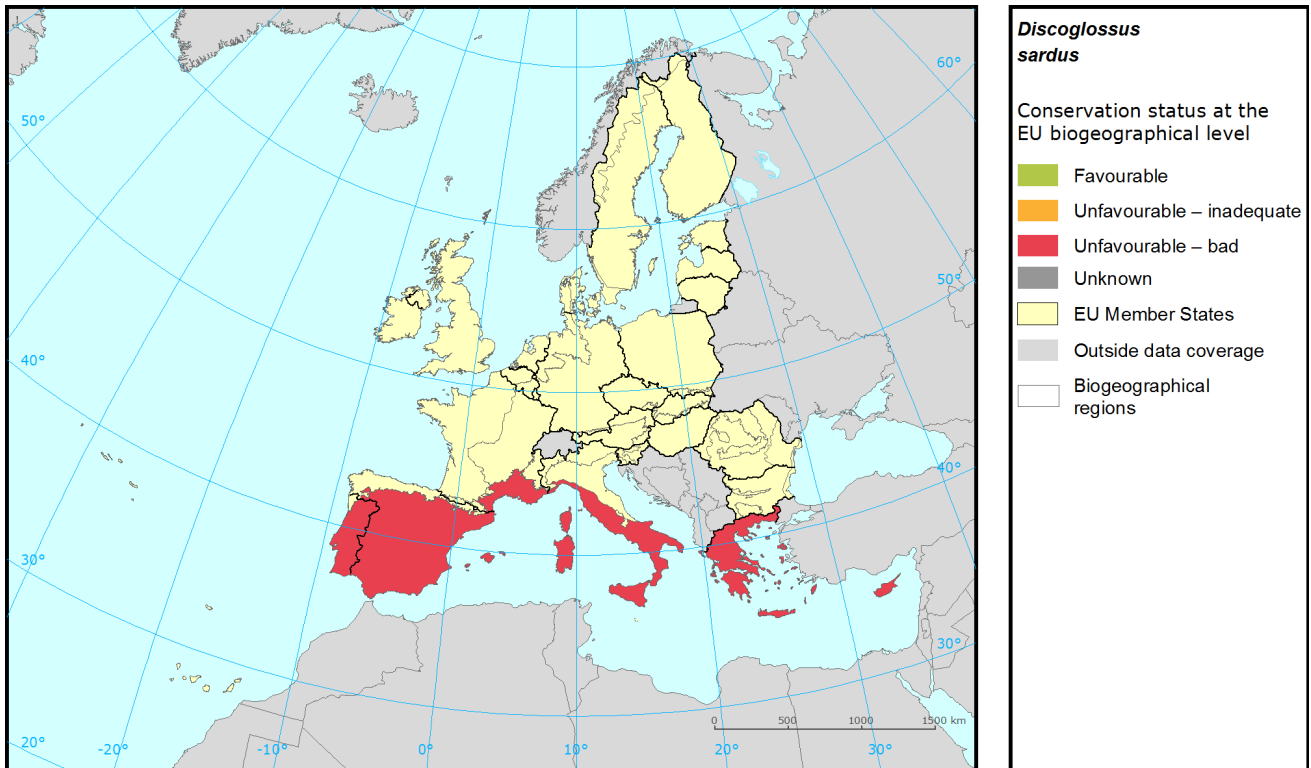 60°
50°
50°
40°
40°
30°
30°
20°
-20°
-10°
0°
10°
20°
30°
0
500
1000
1500 km
Discoglossus
sardus
Conservation status at the
EU biogeographical level
Favourable
Unfavourable – inadequate
Unfavourable – bad
Unknown
EU Member States
Outside data coverage
Biogeographical
regions